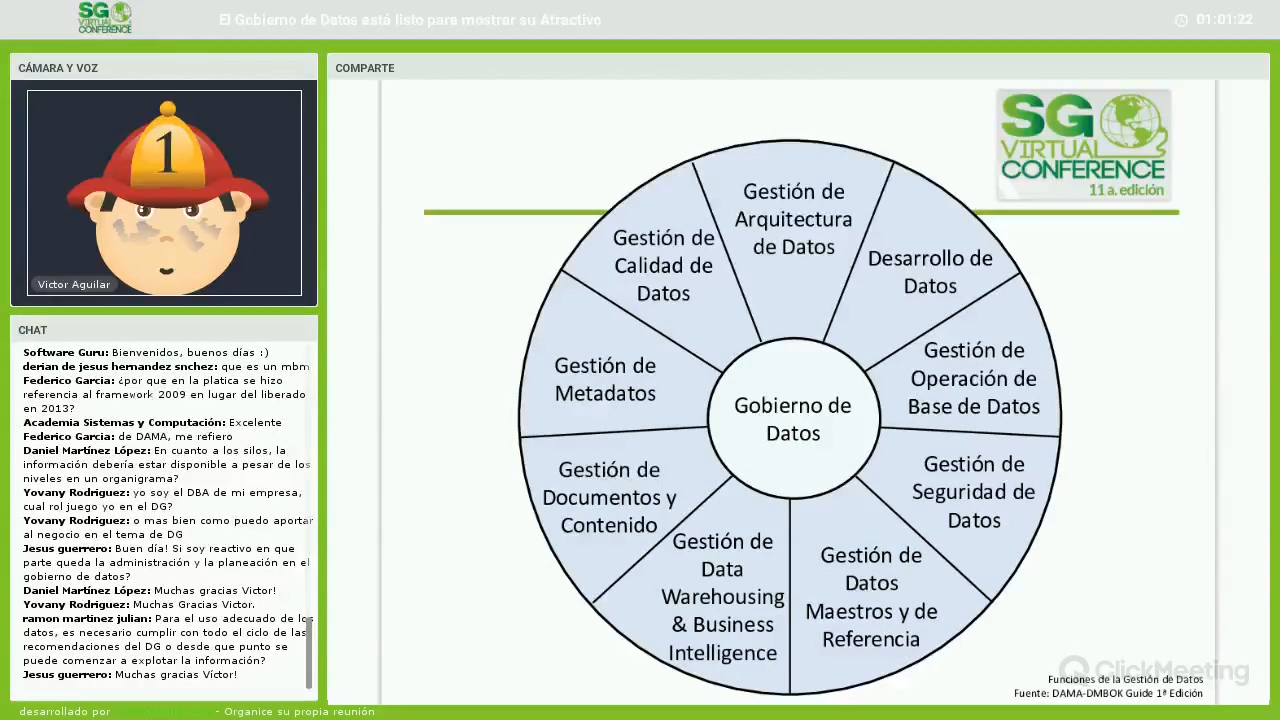 SG
VIRTUAL
CONFERENCE
El Gobierno de Datos está listo para mostrar su Atractivo
01:01:22
CÁMARA Y VOZ
1
Victor Aguilar
CHAT
Software Guru: Bienvenidos, buenos días :)
derian de jesus hernandez snchez: que es un mbm
Federico Garcia: ¿por que en la platica se hizo
referencia al framework 2009 en lugar del liberado
en 2013?
Academia Sistemas y Computación: Excelente
Federico Garcia: de DAMA, me refiero
Daniel Martínez López: En cuanto a los silos, la
información debería estar disponible a pesar de los
niveles en un organigrama?
Yovany Rodriguez: yo soy el DBA de mi empresa,
cual rol juego yo en el DG?
Yovany Rodriguez: o mas bien como puedo aportar
al negocio en el tema de DG
Jesus guerrero: Buen día! Si soy reactivo en que
parte queda la administración y la planeación en el
gobierno de datos?
Daniel Martínez López: Muchas gracias Victor!
Yovany Rodriguez: Muchas Gracias Victor.
ramon martinez julian: Para el uso adecuado de los
datos, es necesario cumplir con todo el ciclo de las
recomendaciones del DG o desde que punto se
puede comenzar a explotar la información?
Jesus guerrero: Muchas gracias Víctor!
COMPARTE
SG
VIRTUAL
CONFERENCE
11 a. edición
Gestión de
Arquitectura
de Datos
Desarrollo de
Datos
Gestión de
Operación de
Base de Datos
Gestión de
Seguridad de
Datos
Gestión de
Datos
Maestros y de
Referencia
Gestión de
Data
Warehousing
& Business
Intelligence
Gestión de
Documentos y
Contenido
Gestión de
Metadatos
Gestión de
Calidad de
Datos
Gobierno de
Datos
ClickMeeting
Funciones de la Gestión de Datos
Fuente: DAMA-DMBOK Guide 1ª Edición
desarrollado por
- Organice su propia reunión